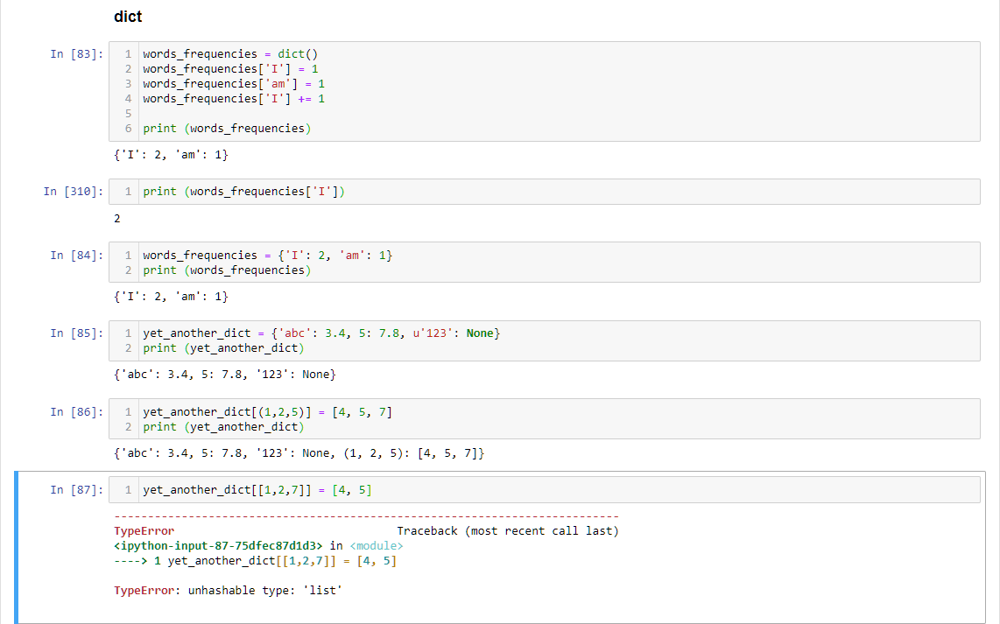 dict
In [83]:
1 words_frequencies = dict()
2 words_frequencies['I'] = 1
3 words_frequencies['am'] = 1
4 words_frequencies['I'] += 1
5
6 print (words_frequencies)
{'I': 2, 'am': 1}
In [310]:
1 print (words_frequencies['I'])
2
In [84]:
1 words_frequencies = {'I': 2, 'am': 1}
2 print (words_frequencies)
{'I': 2, 'am': 1}
In [85]:
1 yet_another_dict = {'abc': 3.4, 5: 7.8, u'123': None}
2 print (yet_another_dict)
{'abc': 3.4, 5: 7.8, '123': None}
In [86]:
1 yet_another_dict[(1,2,5)] = [4, 5, 7]
2 print (yet_another_dict)
{'abc': 3.4, 5: 7.8, '123': None, (1, 2, 5): [4, 5, 7]}
In [87]:
1 yet_another_dict[[1,2,7]] = [4, 5]
---------------------------------------------------------------------------
TypeError                                 Traceback (most recent call last)
<ipython-input-87-75dfec87d1d3> in <module>
----> 1 yet_another_dict[[1,2,7]] = [4, 5]
TypeError: unhashable type: 'list'